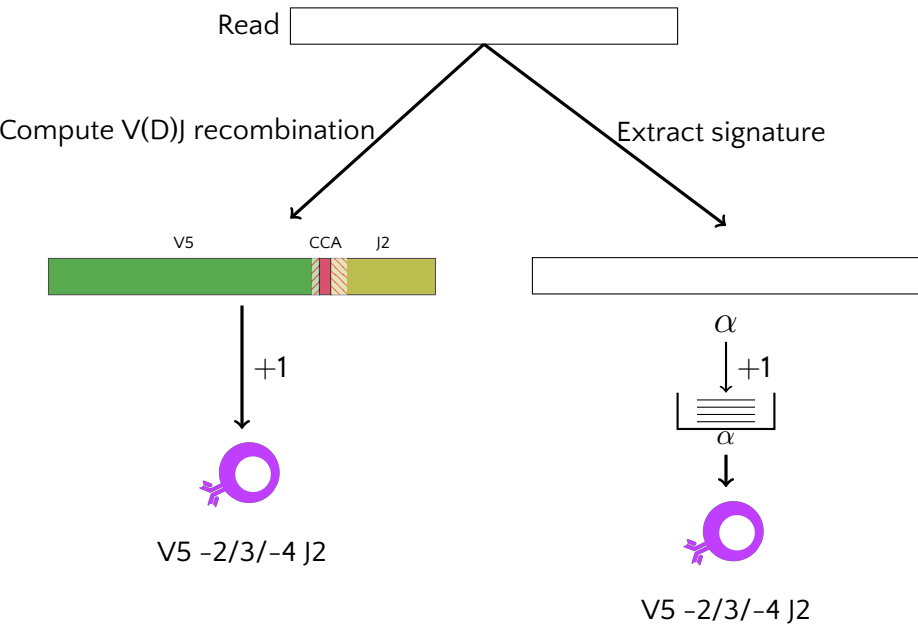 Read
Compute V(D)J recombination
Extract signature
V5 CCA J2
α
+1
+1
α
V5 -2/3/-4 J2
V5 -2/3/-4 J2